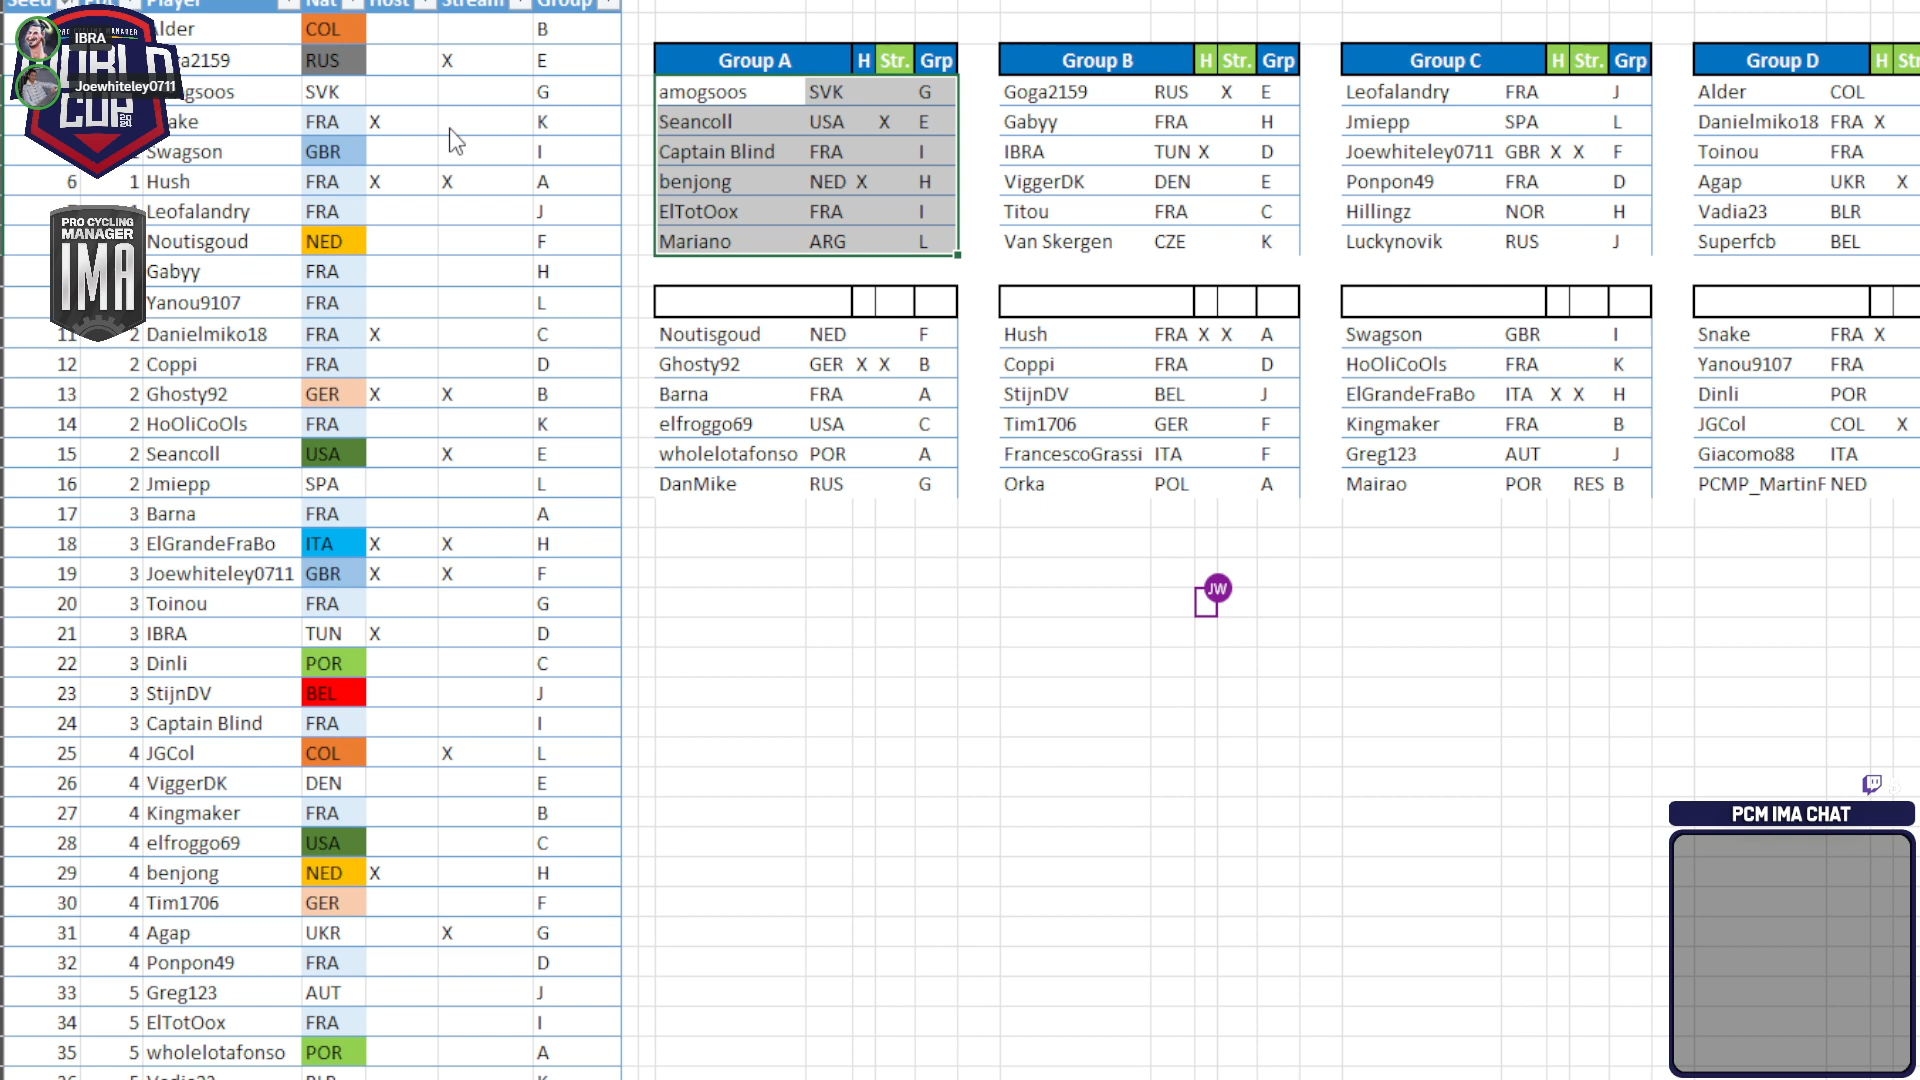 Seed Player Nat Host Stream Group
Alder COL B
RUS X E
SVK G
FRA X K
Swagson GBR I
6 1 Hush FRA X X A
Leofalandry FRA J
Noutisgoud NED F
Gabyy FRA H
Yanou9107 FRA L
11 2 Danielmiko18 FRA X C
12 2 Coppi FRA D
13 2 Ghosty92 GER X X B
14 2 HoOliCoOls FRA K
15 2 Seancoll USA X E
16 2 Jmiepp SPA L
17 3 Barna FRA A
18 3 ElGrandeFraBo ITA X X H
19 3 Joewhiteley0711 GBR X X F
20 3 Toinou FRA G
21 3 IBRA TUN X D
22 3 Dinli POR C
23 3 StijnDV BEL J
24 3 Captain Blind FRA I
25 4 JGCol COL X L
26 4 ViggerDK DEN E
27 4 Kingmaker FRA B
28 4 elfroggo69 USA C
29 4 benjong NED X H
30 4 Tim1706 GER F
31 4 Agap UKR X G
32 4 Ponpon49 FRA D
33 5 Greg123 AUT J
34 5 ElTotOox FRA I
35 5 wholelotafonso POR A
IBRA
Joewhiteley0711
PRO CYCLING MANAGER
WORLD
CUP
PRO CYCLING
MANAGER
IMA
Group A H Str. Grp
amogsoos SVK G
Seancoll USA X E
Captain Blind FRA I
benjong NED X H
ElTotOox FRA I
Mariano ARG L
Noutisgoud NED F
Ghosty92 GER X X B
Barna FRA A
elfroggo69 USA C
wholelotafonso POR A
DanMike RUS G
Group B H Str. Grp
Goga2159 RUS X E
Gabyy FRA H
IBRA TUN X D
ViggerDK DEN E
Titou FRA C
Van Skergen CZE K
Hush FRA X X A
Coppi FRA D
StijnDV BEL J
Tim1706 GER F
FrancescoGrassi ITA F
Orka POL A
Group C H Str. Grp
Leofalandry FRA J
Jmiepp SPA L
Joewhiteley0711 GBR X X F
Ponpon49 FRA D
Hillingz NOR H
Luckynovik RUS J
Swagson GBR I
HoOliCoOls FRA K
ElGrandeFraBo ITA X X H
Kingmaker FRA B
Greg123 AUT J
Mairao POR RES B
Group D H Str
Alder COL
Danielmiko18 FRA X
Toinou FRA
Agap UKR X
Vadia23 BLR
Superfcb BEL
Snake FRA X
Yanou9107 FRA
Dinli POR
JGCol COL X
Giacomo88 ITA
PCMP_MartinF NED
JW
PCM IMA CHAT